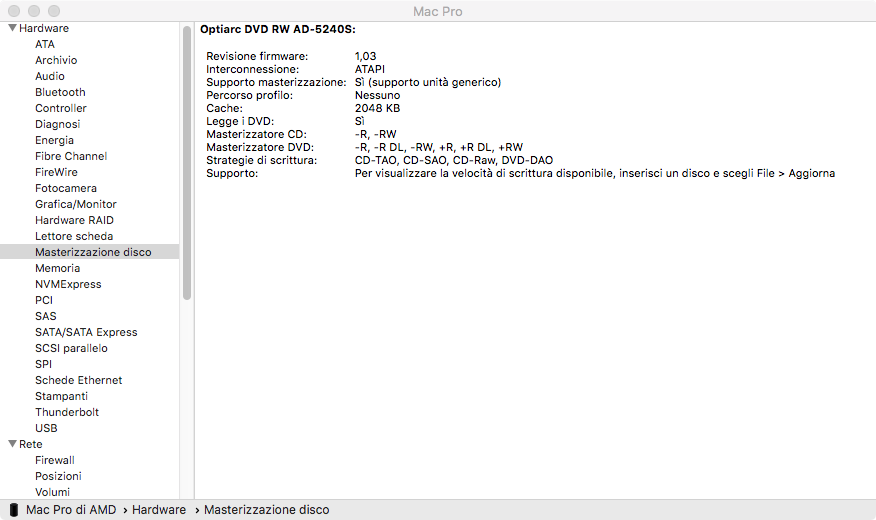 Mac Pro
Hardware
ATA
Archivio
Audio
Bluetooth
Controller
Diagnosi
Energia
Fibre Channel
FireWire
Fotocamera
Grafica/Monitor
Hardware RAID
Lettore scheda
Masterizzazione disco
Memoria
NVMExpress
PCI
SAS
SATA/SATA Express
SCSI parallelo
SPI
Schede Ethernet
Stampanti
Thunderbolt
USB
Rete
Firewall
Posizioni
Volumi
Optiarc DVD RW AD-5240S:
Revisione firmware: 1,03
Interconnessione: ATAPI
Supporto masterizzazione: Sì (supporto unità generico)
Percorso profilo: Nessuno
Cache: 2048 KB
Legge i DVD: Sì
Masterizzatore CD: -R, -RW
Masterizzatore DVD: -R, -R DL, -RW, +R, +R DL, +RW
Strategie di scrittura: CD-TAO, CD-SAO, CD-Raw, DVD-DAO
Supporto: Per visualizzare la velocità di scrittura disponibile, inserisci un disco e scegli File > Aggiorna
Mac Pro di AMD › Hardware › Masterizzazione disco